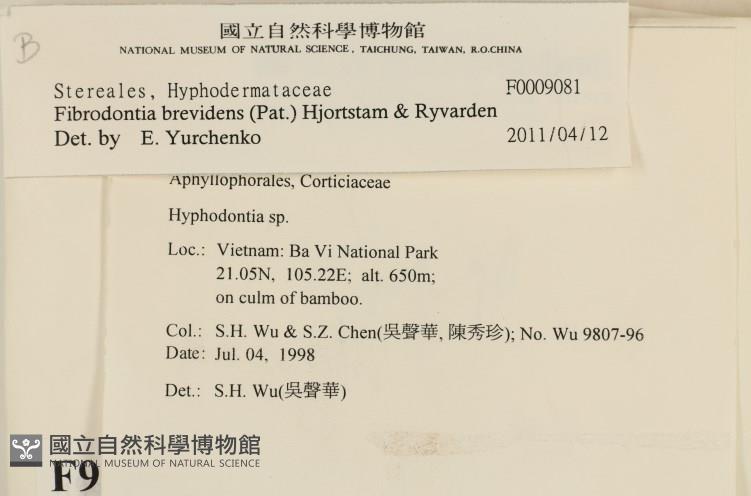 B
國立自然科學博物館
NATIONAL MUSEUM OF NATURAL SCIENCE, TAICHUNG, TAIWAN, R.O.CHINA
Stereales, Hyphodermataceae F0009081
Fibrodontia brevidens (Pat.) Hjortstam & Ryvarden
Det. by E. Yurchenko 2011/04/12
Aphyllophorales, Corticiaceae
Hyphodontia sp.
Loc.: Vietnam: Ba Vi National Park
21.05N, 105.22E; alt. 650m;
on culm of bamboo.
Col.: S.H. Wu & S.Z. Chen(吳聲華, 陳秀珍); No. Wu 9807-96
Date: Jul. 04, 1998
Det.: S.H. Wu(吳聲華)
國立自然科學博物館
NATIONAL MUSEUM OF NATURAL SCIENCE
F9